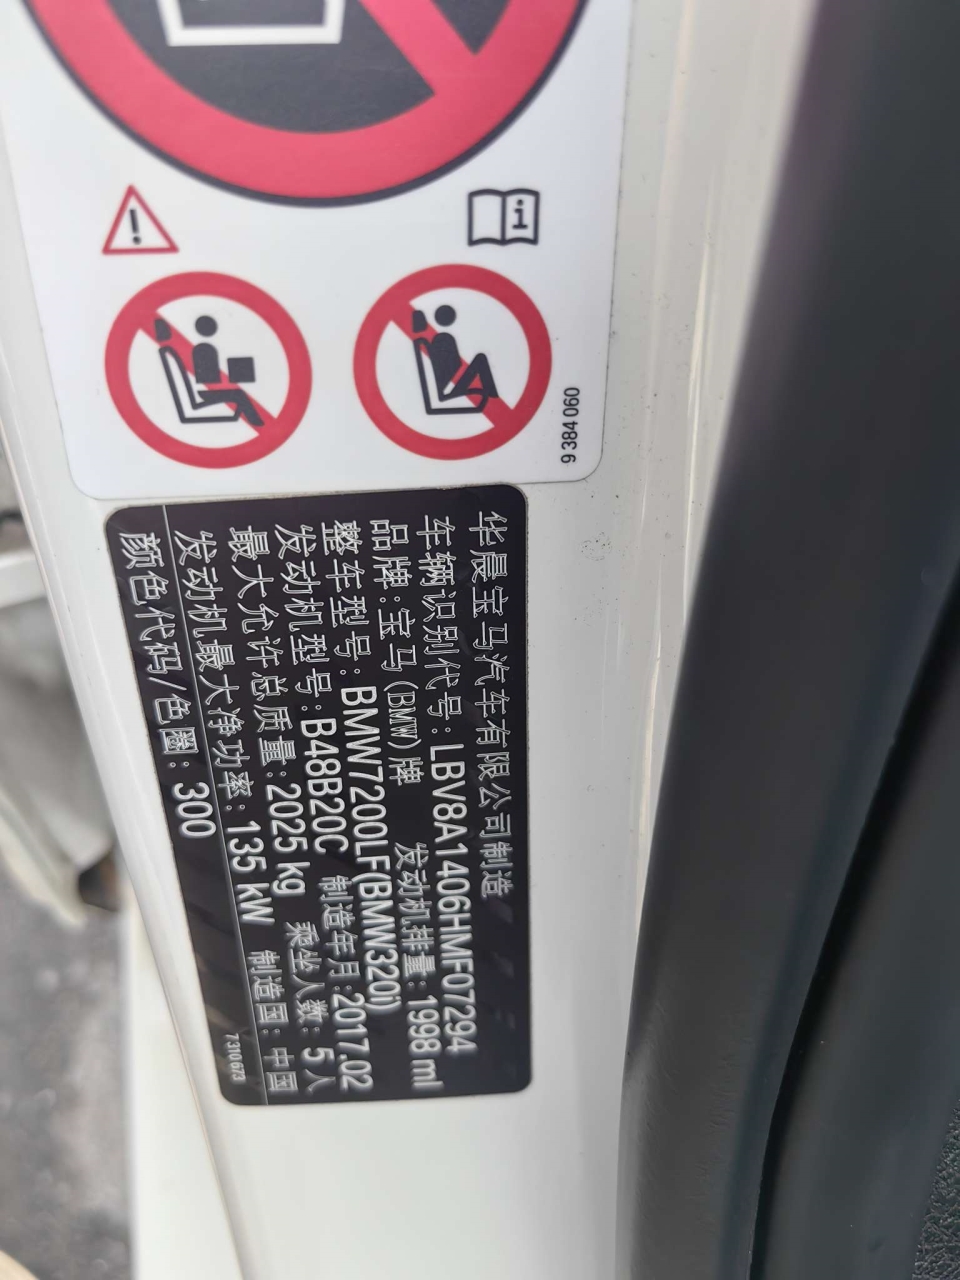 9 384 060
华晨宝马汽车有限公司制造
车辆识别代号:LBV8A1406HMF07294
品牌:宝马(BMW)牌 发动机排量:1998 ml
整车型号:BMW7200LF(BMW320i)
发动机型号:B48B20C 制造年月:2017.02
最大允许总质量:2025 kg 乘坐人数:5人
发动机最大净功率:135 kW 制造国:中国
颜色代码/色圈:300
7310673